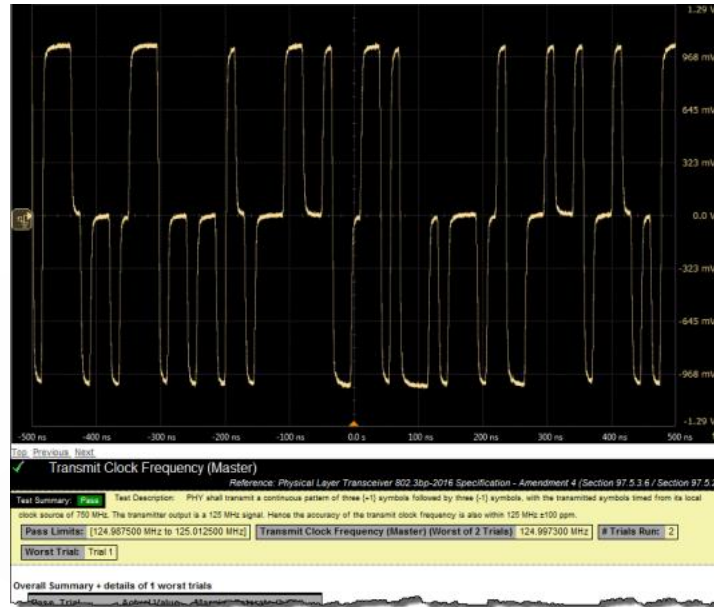 1.29 V
968 mV
645 mV
323 mV
0.0 V
-323 mV
-645 mV
-968 mV
-1.29 V
-500 ns -400 ns -300 ns -200 ns -100 ns 0.0 s 100 ns 200 ns 300 ns 400 ns 500 ns
Top Previous Next
Transmit Clock Frequency (Master)
Reference: Physical Layer Transceiver 802.3bp-2016 Specification - Amendment 4 (Section 97.5.3.6 / Section 97.5.2
Test Summary: Pass Test Description: PHY shall transmit a continuous pattern of three {+1} symbols followed by three {-1} symbols, with the transmitted symbols timed from its local
clock source of 750 MHz. The transmitter output is a 125 MHz signal. Hence the accuracy of the transmit clock frequency is also within 125 MHz ±100 ppm.
Pass Limits: [124.987500 MHz to 125.012500 MHz] Transmit Clock Frequency (Master) (Worst of 2 Trials) 124.997300 MHz # Trials Run: 2
Worst Trial: Trial 1
Overall Summary + details of 1 worst trials